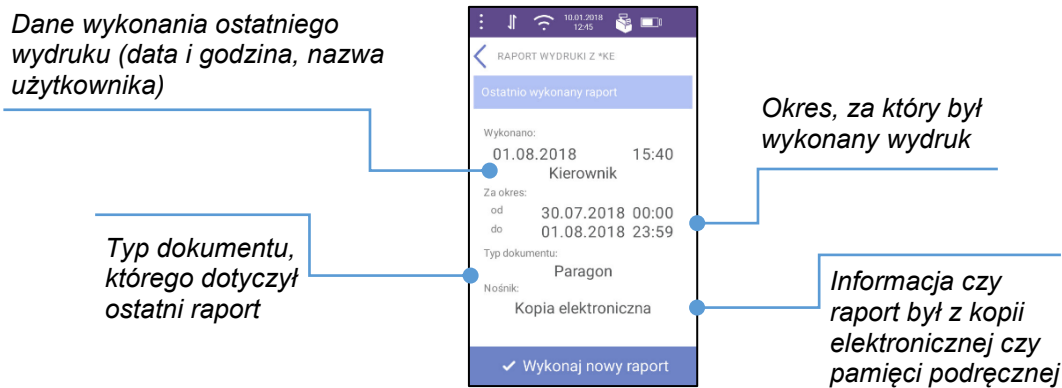 Dane wykonania ostatniego
wydruku (data i godzina, nazwa
użytkownika)
Typ dokumentu,
którego dotyczył
ostatni raport
10.01.2018
12:45
RAPORT WYDRUKI Z *KE
Ostatnio wykonany raport
Wykonano:
01.08.2018 15:40
Kierownik
Za okres:
od 30.07.2018 00:00
do 01.08.2018 23:59
Typ dokumentu:
Paragon
Nośnik:
Kopia elektroniczna
Wykonaj nowy raport
Okres, za który był
wykonany wydruk
Informacja czy
raport był z kopii
elektronicznej czy
pamięci podręcznej